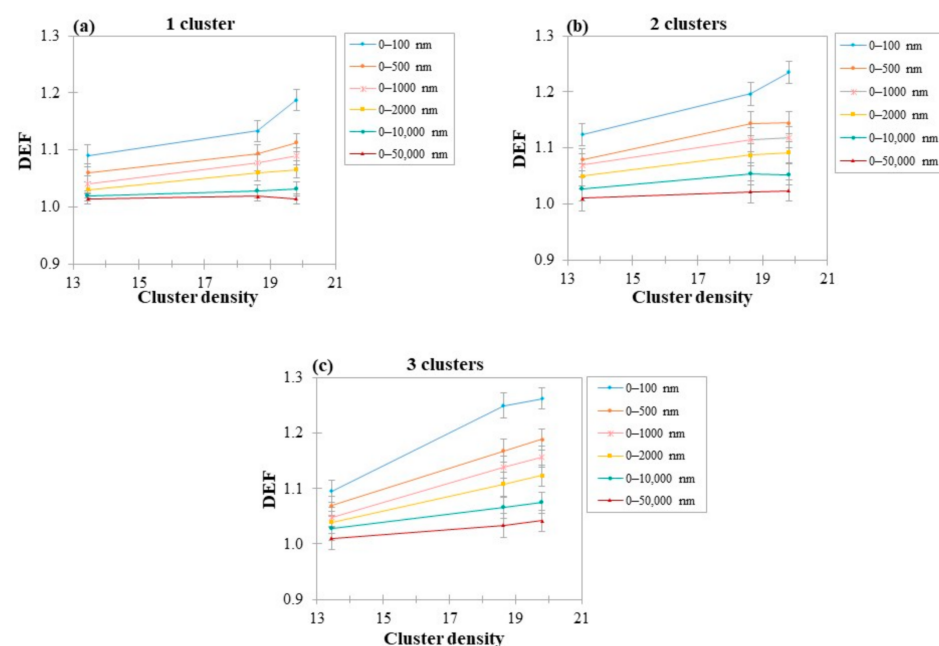 (a) 1 cluster
DEF
1.3
1.2
1.1
1.0
0.9
13 15 17 19 21
Cluster density
0–100 nm
0–500 nm
0–1000 nm
0–2000 nm
0–10,000 nm
0–50,000 nm
(b) 2 clusters
DEF
1.3
1.2
1.1
1.0
0.9
13 15 17 19 21
Cluster density
0–100 nm
0–500 nm
0–1000 nm
0–2000 nm
0–10,000 nm
0–50,000 nm
(c) 3 clusters
DEF
1.3
1.2
1.1
1.0
0.9
13 15 17 19 21
Cluster density
0–100 nm
0–500 nm
0–1000 nm
0–2000 nm
0–10,000 nm
0–50,000 nm